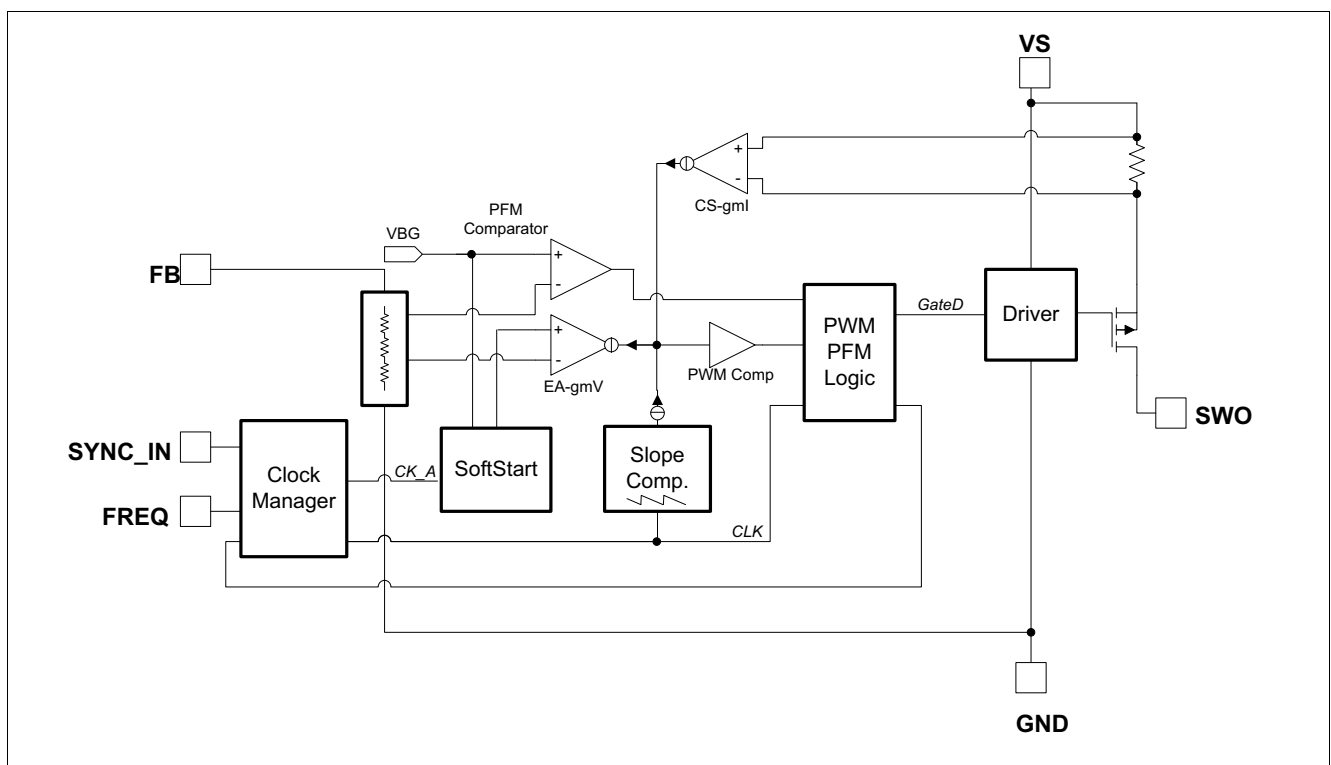 VS
+
-
CS-gmI
PFM
Comparator
VBG
+
-
FB
GateD
Driver
PWM
PFM
Logic
+
-
EA-gmV
PWM Comp
SWO
SYNC_IN
Clock
Manager
CK_A
SoftStart
Slope
Comp.
FREQ
CLK
GND